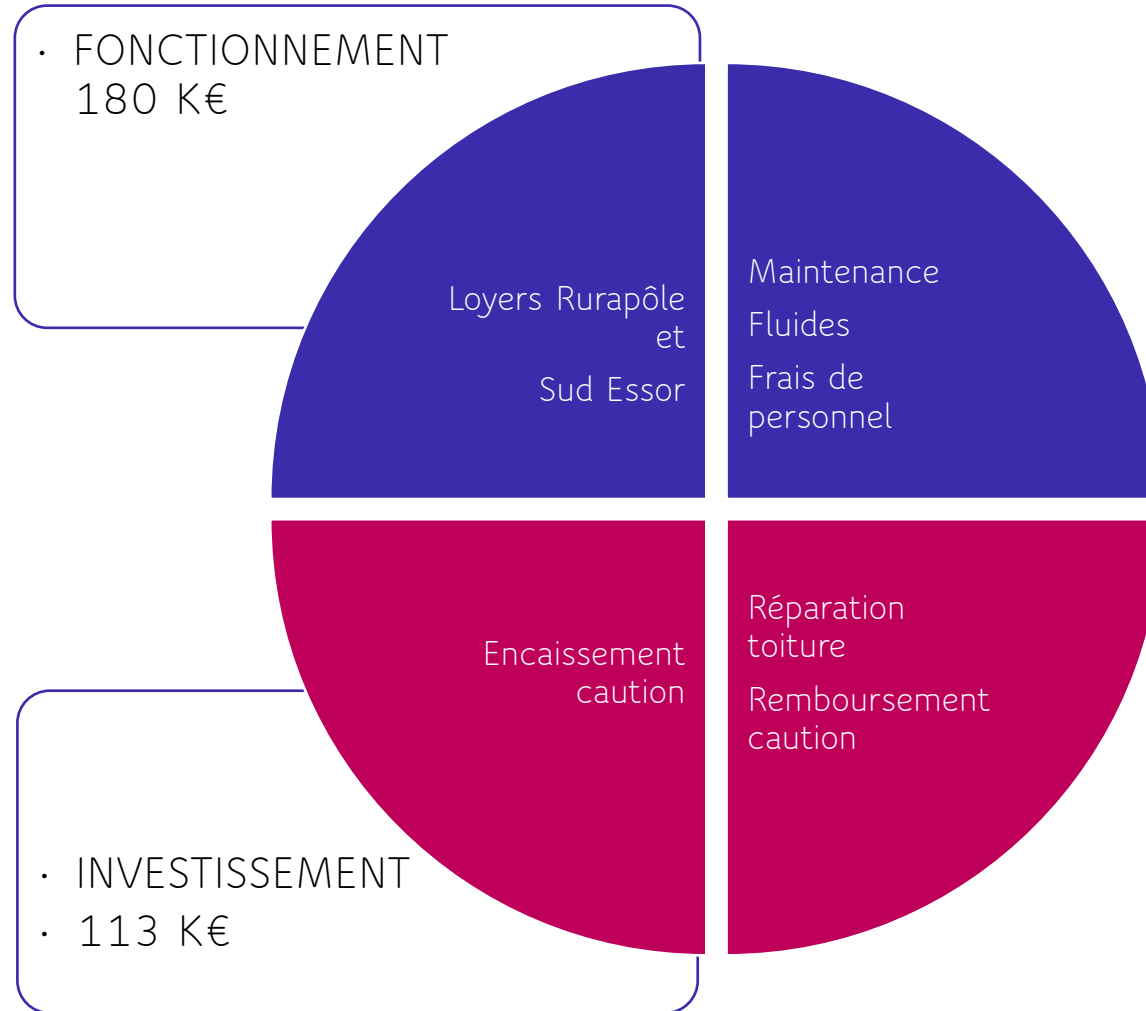 · FONCTIONNEMENT
180 K€
Loyers Rurapôle
et
Sud Essor
Maintenance
Fluides
Frais de
personnel
Encaissement
caution
Réparation
toiture
Remboursement
caution
· INVESTISSEMENT
· 113 K€